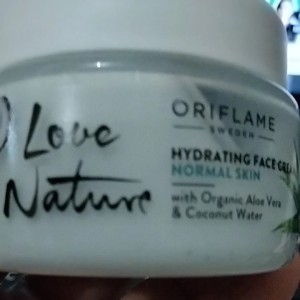 Love
Nature
ORIFLAME
SWEDEN
HYDRATING FACE
NORMAL SKIN
with Organic Aloe Vera
& Coconut Water